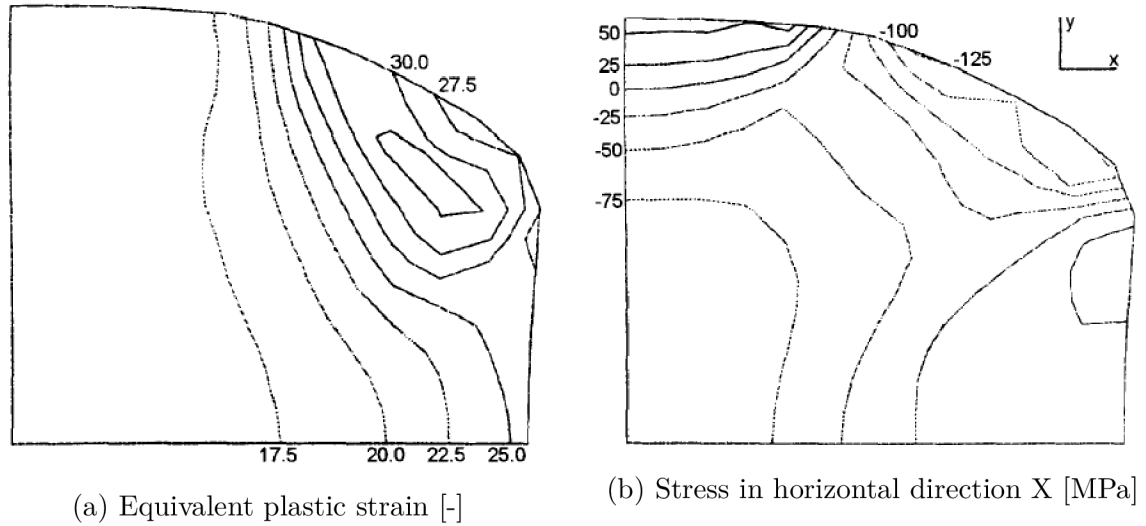 30.0
27.5
17.5 20.0 22.5 25.0
(a) Equivalent plastic strain [-]
50
25
0
-25
-50
-75
-100
-125
y
x
(b) Stress in horizontal direction X [MPa]